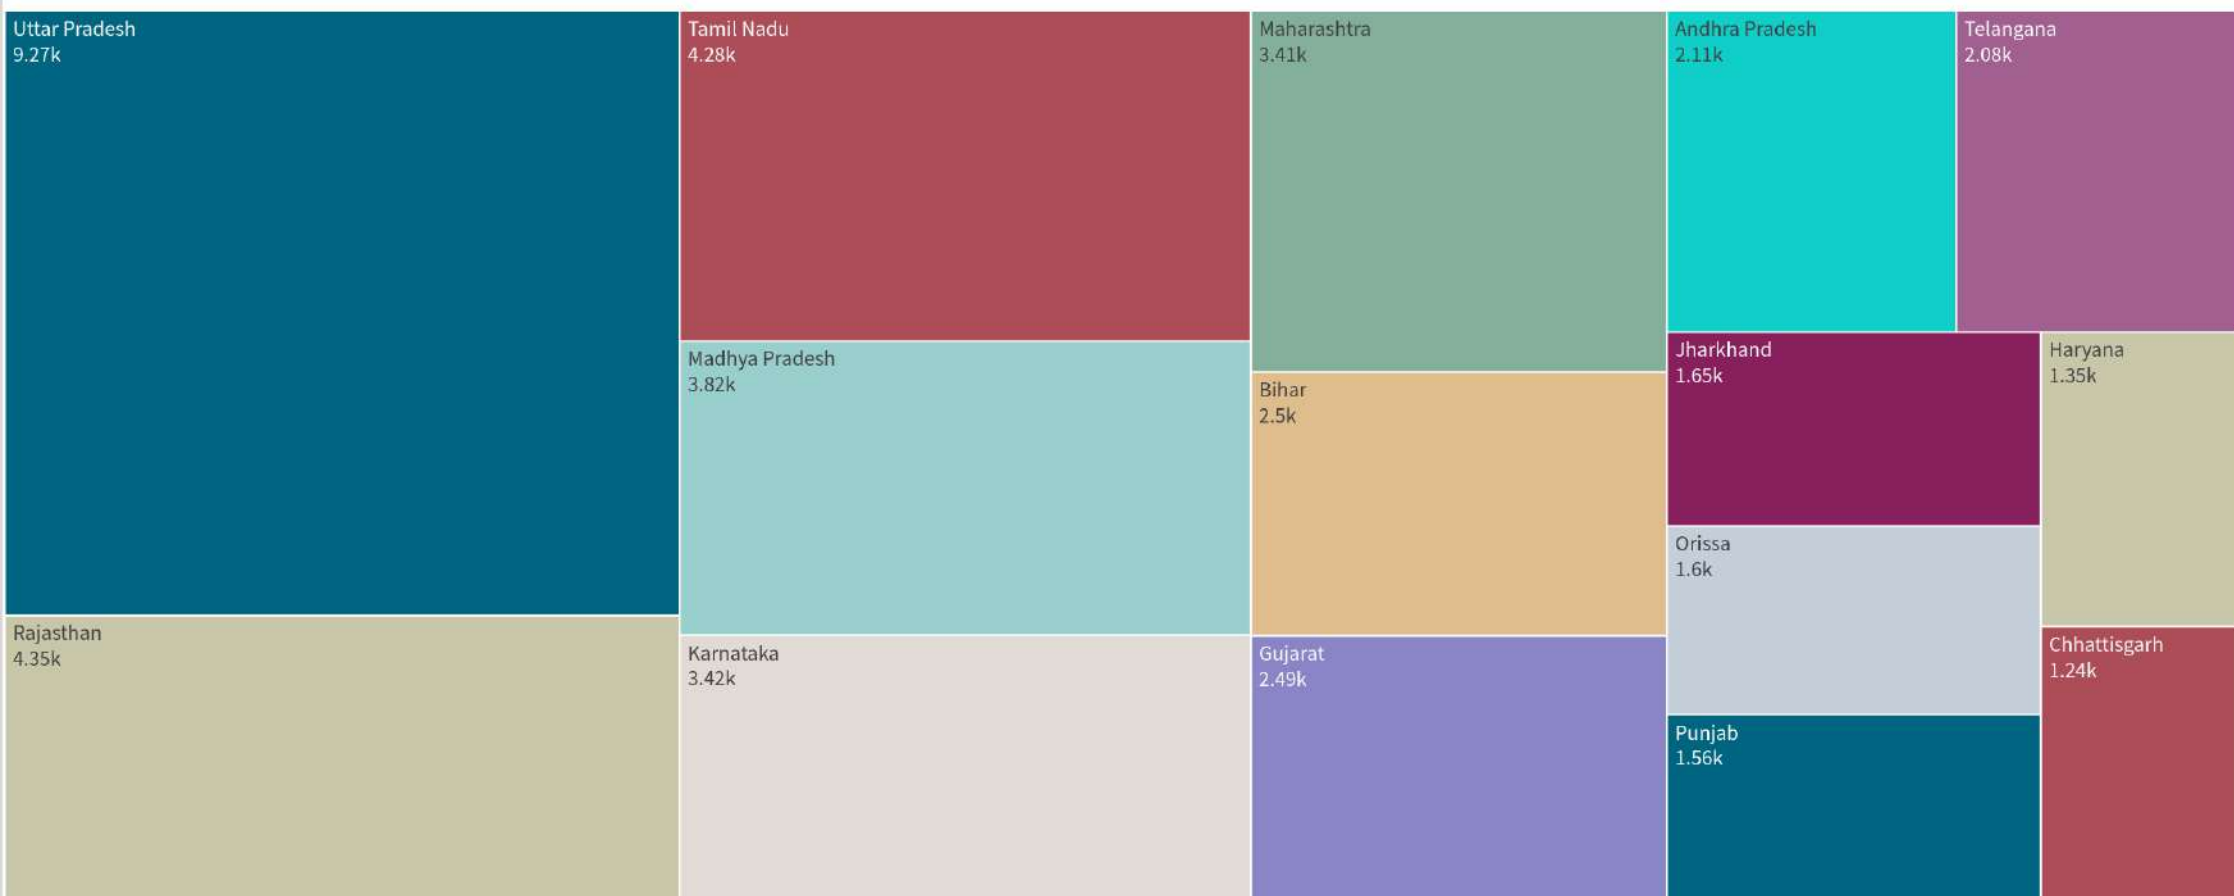 Uttar Pradesh
9.27k
Rajasthan
4.35k
Tamil Nadu
4.28k
Madhya Pradesh
3.82k
Karnataka
3.42k
Maharashtra
3.41k
Bihar
2.5k
Gujarat
2.49k
Andhra Pradesh
2.11k
Telangana
2.08k
Jharkhand
1.65k
Orissa
1.6k
Punjab
1.56k
Haryana
1.35k
Chhattisgarh
1.24k